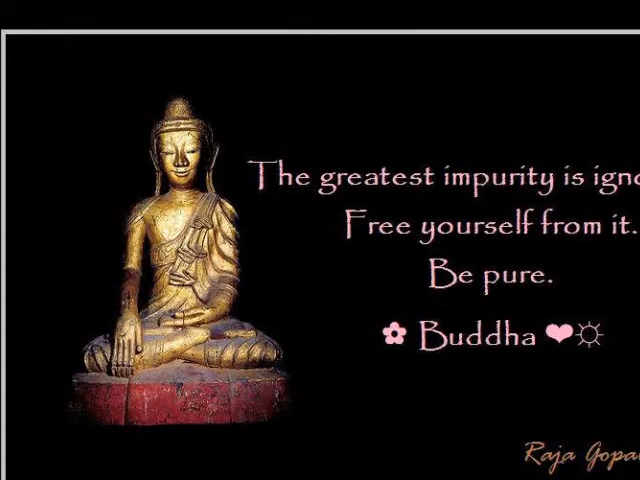 The greatest impurity is igno
Free yourself from it.
Be pure.
✿ Buddha ❤☼
Raja Gopa